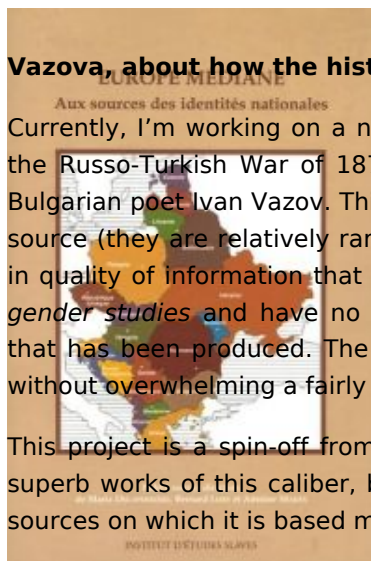 Vazova, about how the hist
EUROPE MÉDIANE
Aux sources des identités nationales
Currently, I'm working on a n
the Russo-Turkish War of 187
Bulgarian poet Ivan Vazov. Th
source (they are relatively ran
in quality of information that
gender studies and have no
that has been produced. The
without overwhelming a fairly
This project is a spin-off from
superb works of this caliber, b
sources on which it is based m
INSTITUT D'ÉTUDES SLAVES